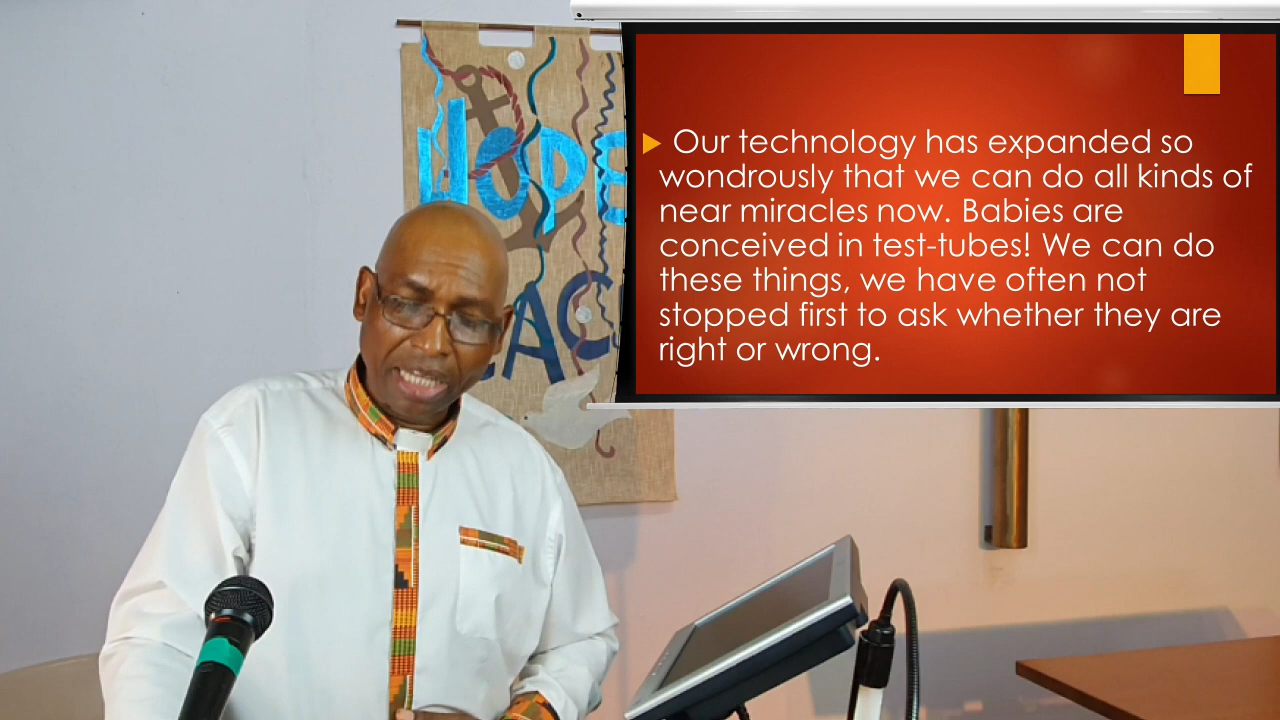 HOPE
Our technology has expanded so
wondrously that we can do all kinds of
near miracles now. Babies are
conceived in test-tubes! We can do
these things, we have often not
stopped first to ask whether they are
right or wrong.